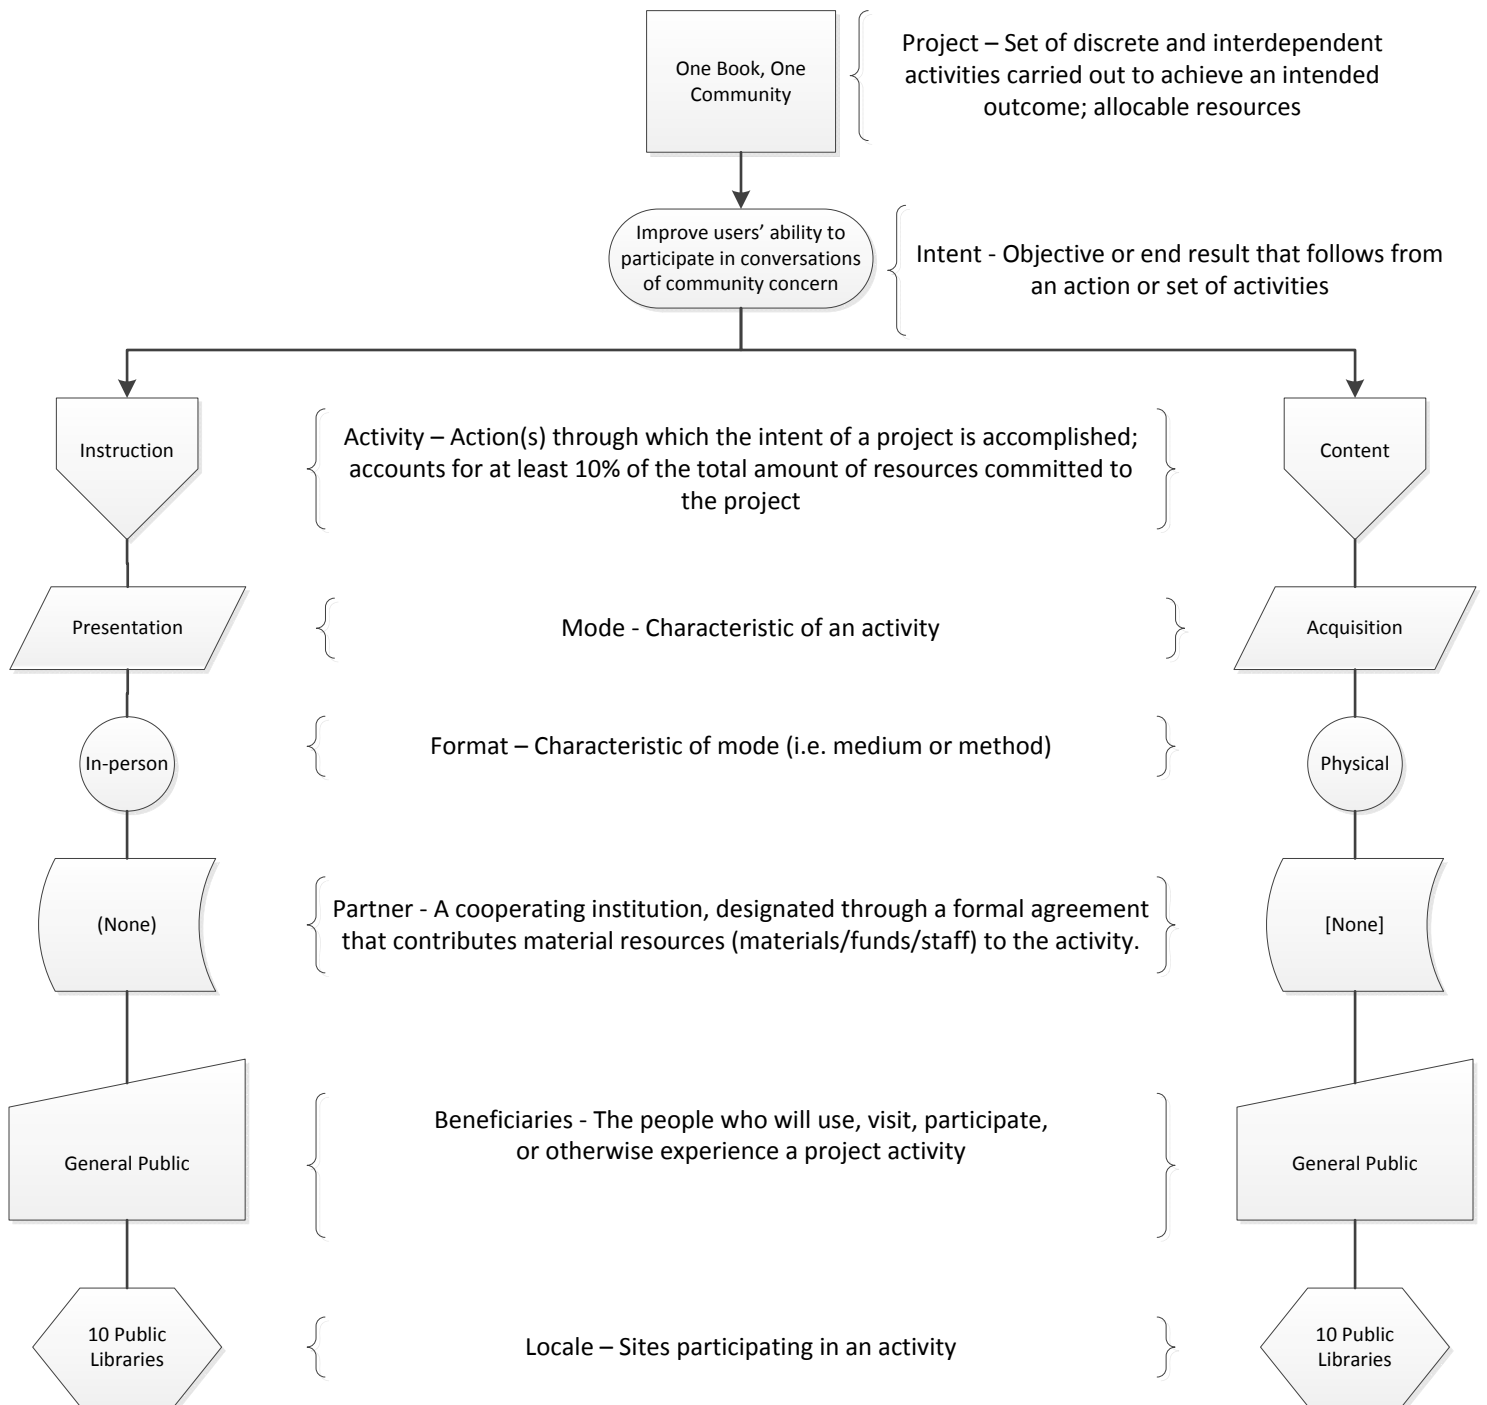 One Book, One
Community
Project – Set of discrete and interdependent
activities carried out to achieve an intended
outcome; allocable resources
Improve users’ ability to
participate in conversations
of community concern
Intent - Objective or end result that follows from
an action or set of activities
Instruction
Activity – Action(s) through which the intent of a project is accomplished;
accounts for at least 10% of the total amount of resources committed to
the project
Content
Presentation
Mode - Characteristic of an activity
Acquisition
In-person
Format – Characteristic of mode (i.e. medium or method)
Physical
(None)
Partner - A cooperating institution, designated through a formal agreement
that contributes material resources (materials/funds/staff) to the activity.
[None]
General Public
Beneficiaries - The people who will use, visit, participate,
or otherwise experience a project activity
General Public
10 Public
Libraries
Locale – Sites participating in an activity
10 Public
Libraries